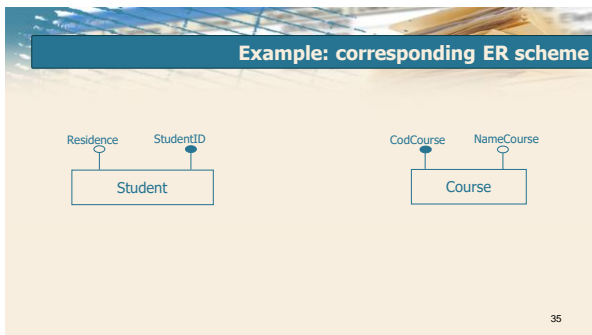 Example: corresponding ER scheme
Residence StudentID
CodCourse NameCourse
Student
Course
35